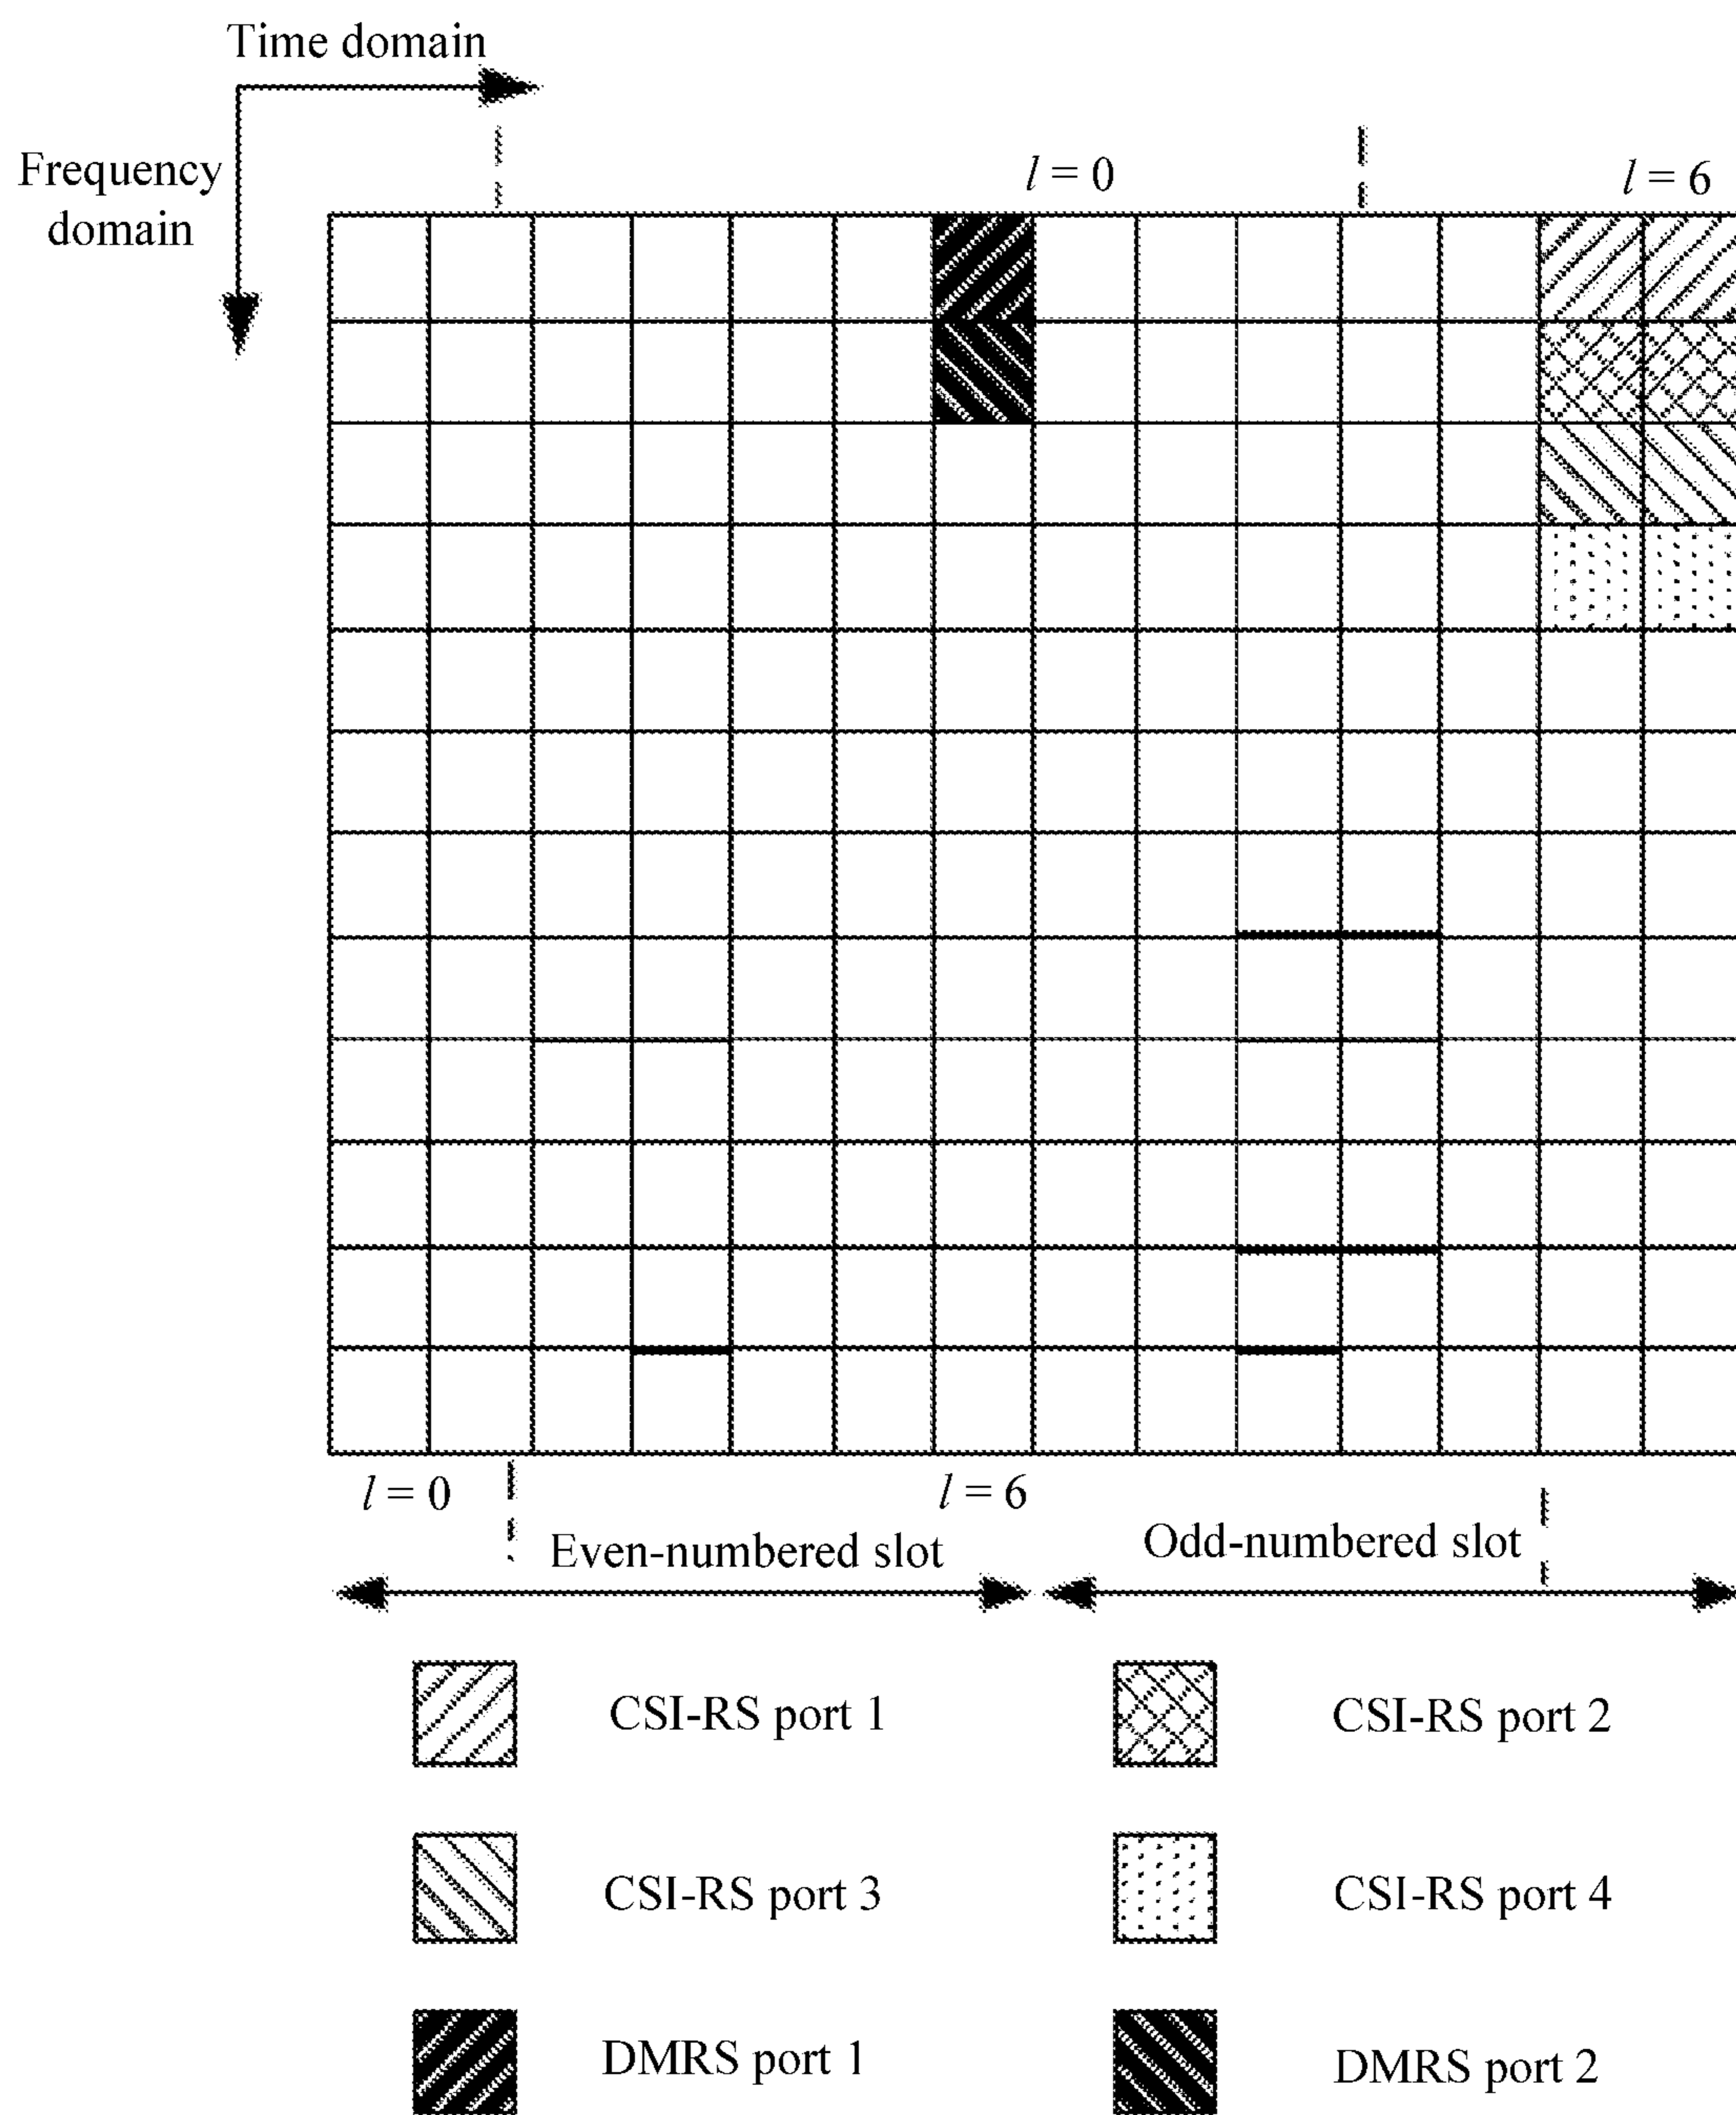 Time domain
Frequency
domain
l = 0
l = 6
l = 0
l = 6
Even-numbered slot
Odd-numbered slot
CSI-RS port 1
CSI-RS port 2
CSI-RS port 3
CSI-RS port 4
DMRS port 1
DMRS port 2